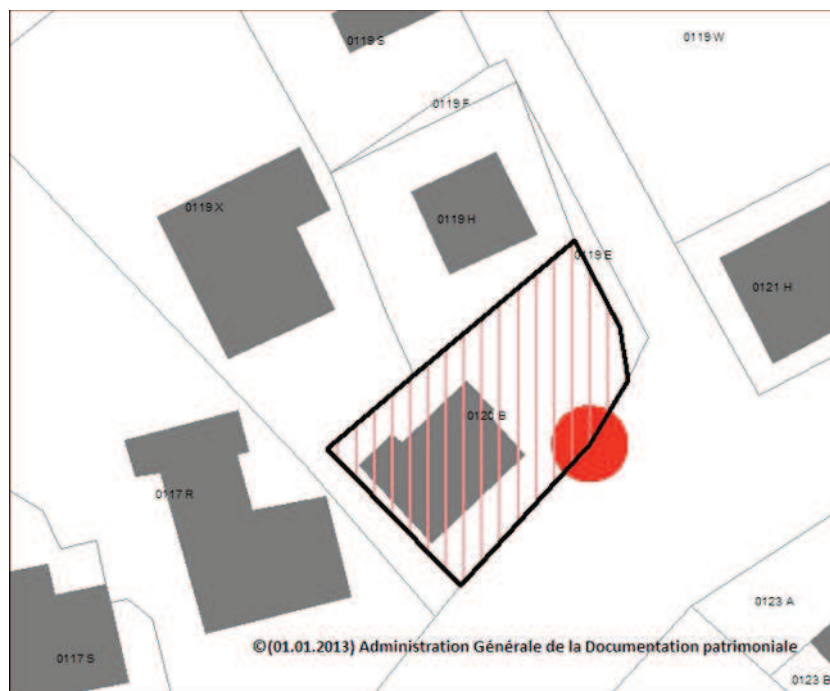 0119 S
0119 W
0119 F
0119 X
0119 H
0119 E
0121 H
0120 B
0117 R
0123 A
©(01.01.2013) Administration Générale de la Documentation patrimoniale
0117 S
0123 B